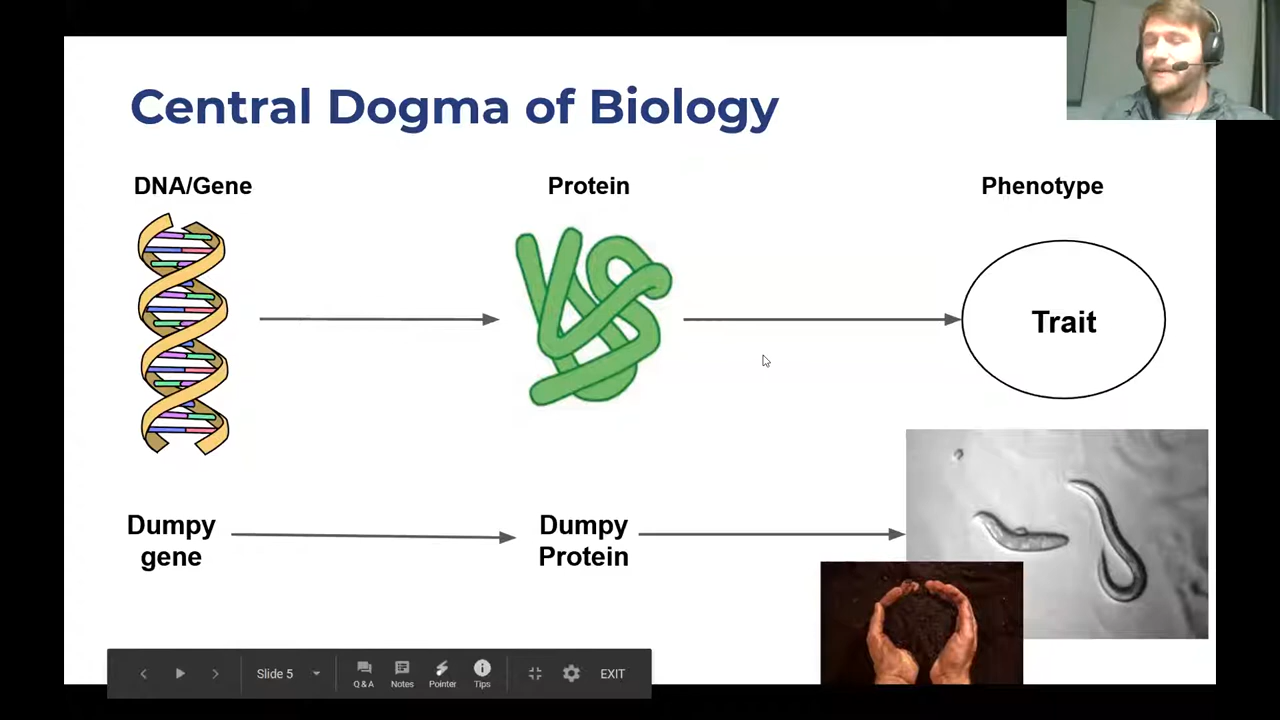 Central Dogma of Biology
DNA/Gene
Protein
Phenotype
Trait
Dumpy
gene
Dumpy
Protein
Slide 5
Q & A
Notes
Pointer
Tips
EXIT